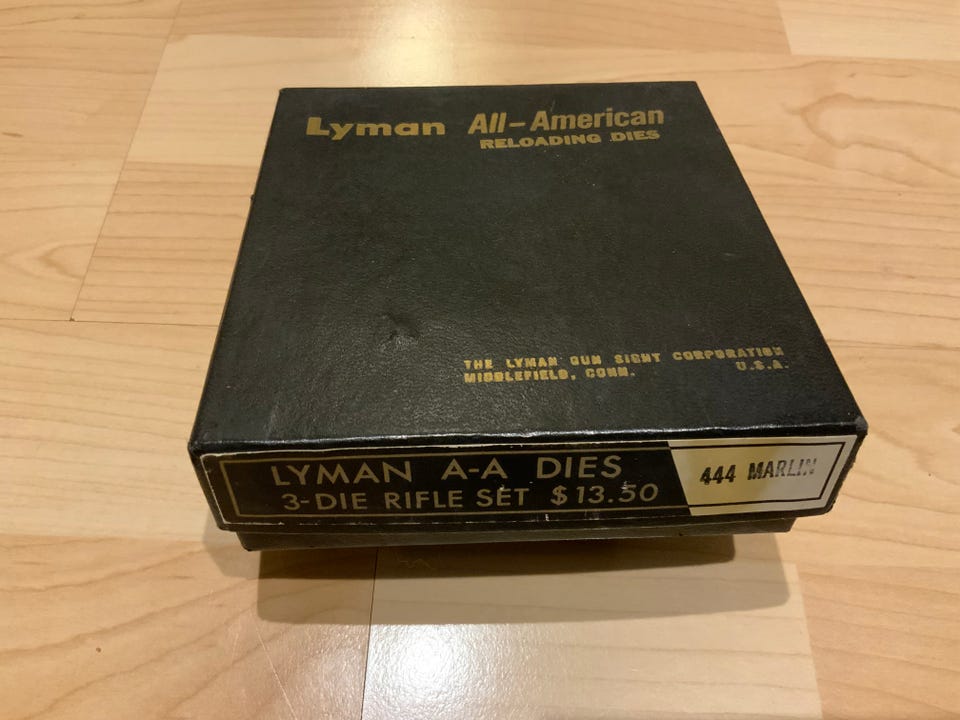 Lyman All-American
RELOADING DIES
THE LYMAN GUN SIGHT CORPORATION
MIDDLEFIELD, CONN. U.S.A.
LYMAN A-A DIES
3-DIE RIFLE SET $13.50
444 MARLIN